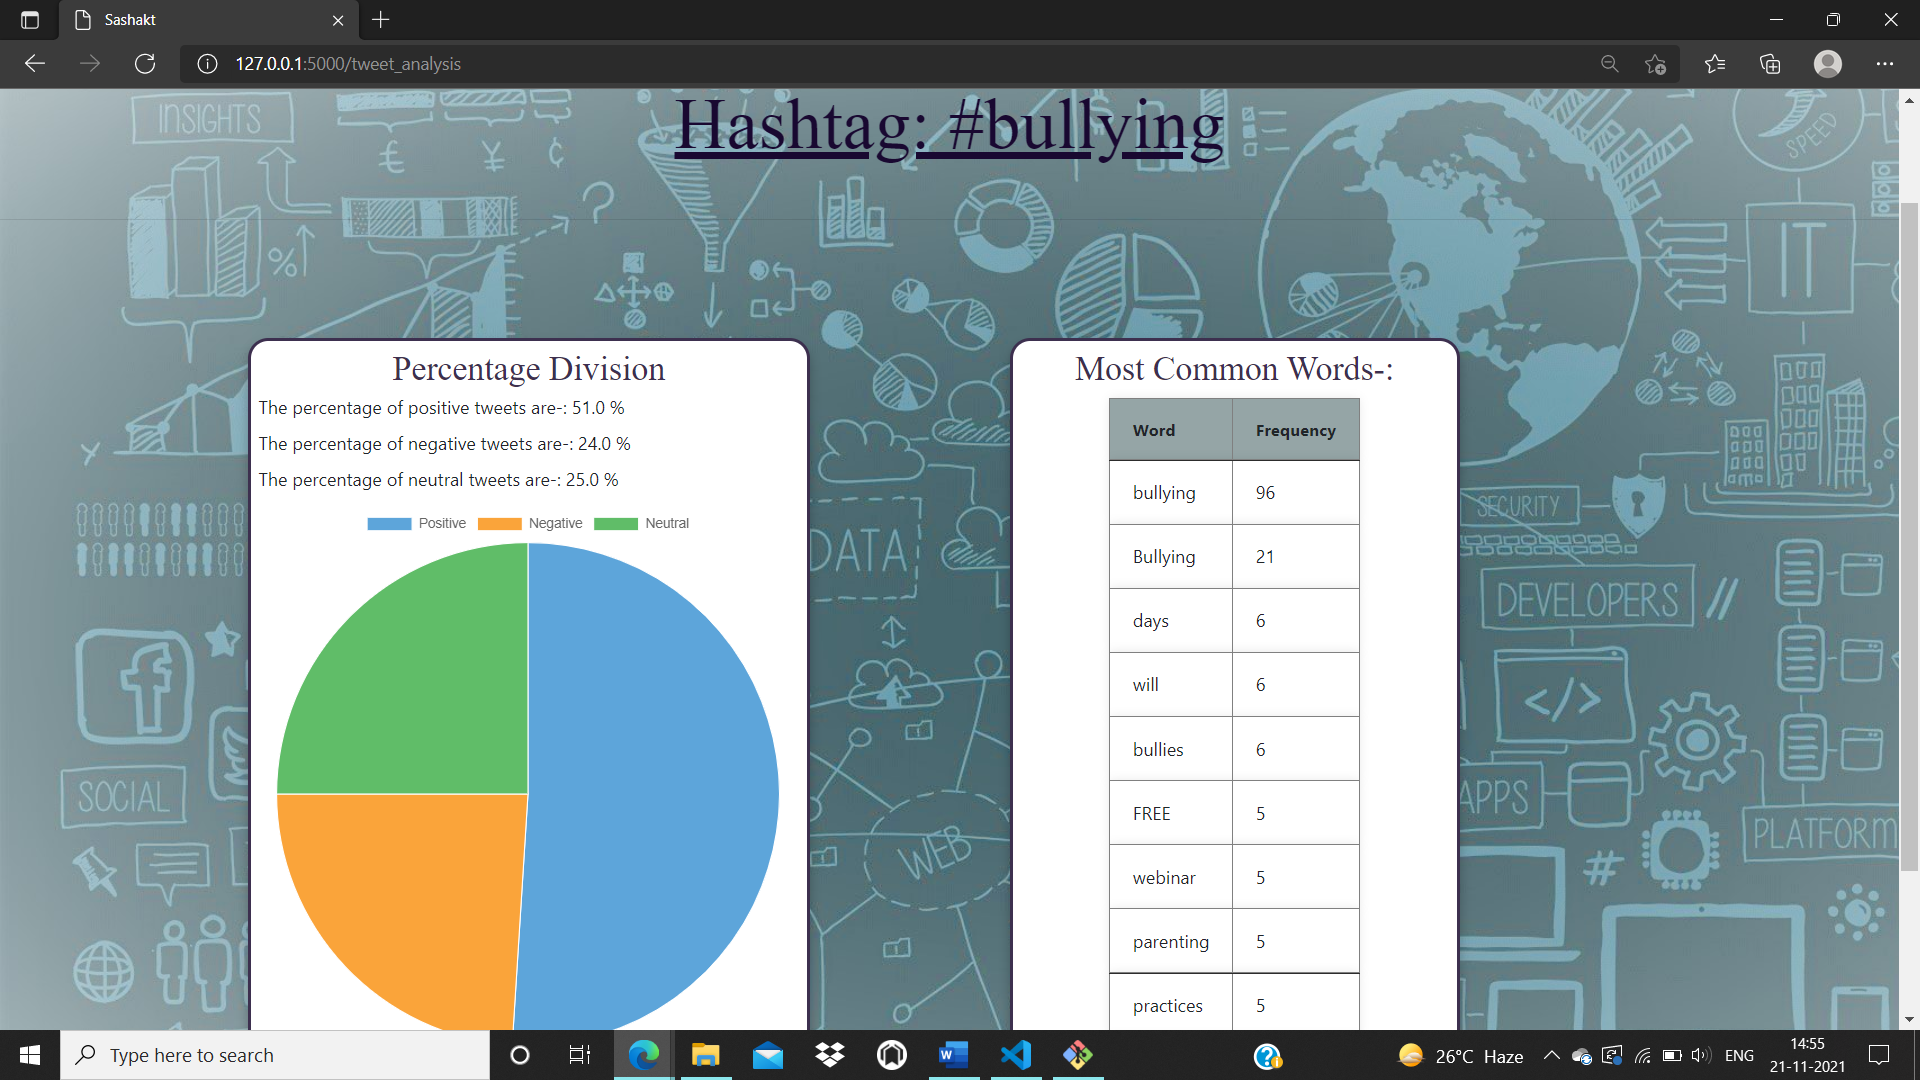 Sashakt
127.0.0.1:5000/tweet_analysis
Hashtag: #bullying
INSIGHTS
€ ¥ ¢
SPEED
%
?
IT
Percentage Division
The percentage of positive tweets are-: 51.0 %
The percentage of negative tweets are-: 24.0 %
The percentage of neutral tweets are-: 25.0 %
Positive Negative Neutral
Most Common Words-:
Word Frequency
bullying 96
Bullying 21
days 6
will 6
bullies 6
FREE 5
webinar 5
parenting 5
practices 5
DATA
SECURITY
DEVELOPERS //
</>
SOCIAL
APPS
PLATFORM
WEB
#
Type here to search
26°C Haze
ENG
14:55
21-11-2021